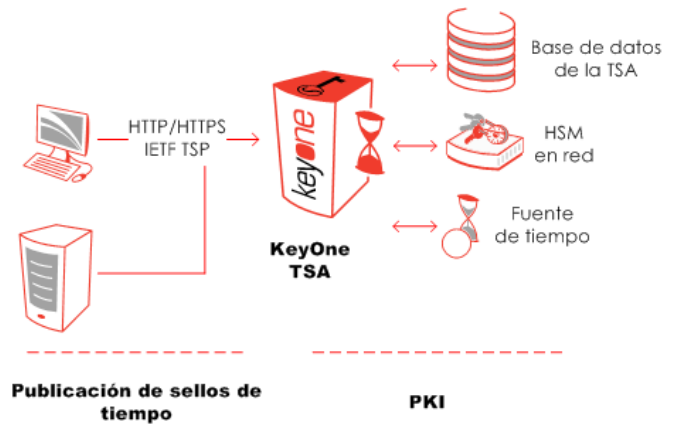 HTTP/HTTPS
IETF TSP
keyone
KeyOne
TSA
Base de datos
de la TSA
HSM
en red
Fuente
de tiempo
Publicación de sellos de
tiempo
PKI